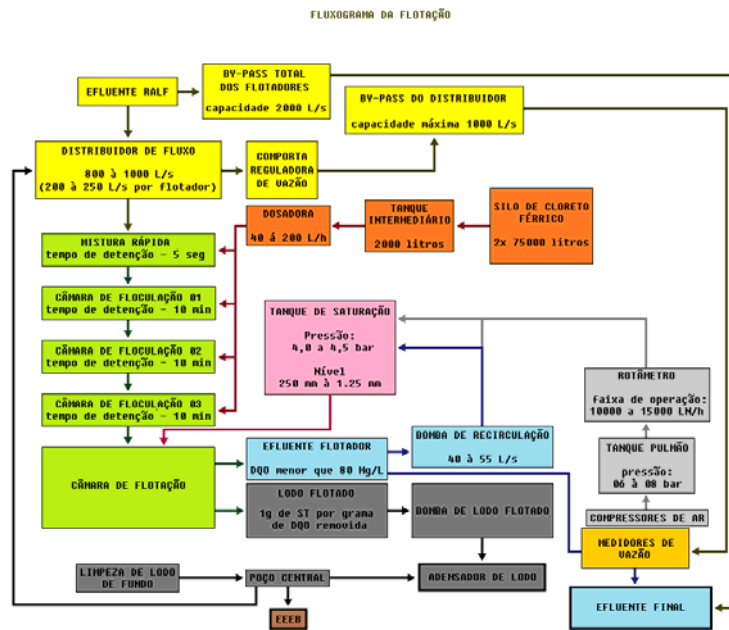 FLUXOGRAMA DA FLOTAÇÃO
EFLUENTE RALF
BY-PASS TOTAL
DOS FLOTADORES
capacidade 2000 L/s
BY-PASS DO DISTRIBUIDOR
capacidade máxima 1000 L/s
DISTRIBUIDOR DE FLUXO
800 à 1000 L/s
(200 à 250 L/s por flotador)
COMPORTA
REGULADORA
DE VAZÃO
DOSADORA
40 á 200 L/h
TANQUE
INTERMEDIÁRIO
2000 litros
SILO DE CLORETO
FÉRRICO
2x 75000 litros
MISTURA RÁPIDA
tempo de detenção - 5 seg
CÂMARA DE FLOCULAÇÃO 01
tempo de detenção - 10 min
CÂMARA DE FLOCULAÇÃO 02
tempo de detenção - 10 min
CÂMARA DE FLOCULAÇÃO 03
tempo de detenção - 10 min
TANQUE DE SATURAÇÃO
Pressão:
4,0 a 4,5 bar
Nível
250 mm à 1.25 mm
ROTÂMETRO
faixa de operação:
10000 a 15000 LN/h
CÂMARA DE FLOTAÇÃO
EFLUENTE FLOTADOR
DQO menor que 80 Mg/L
BOMBA DE RECIRCULAÇÃO
40 à 55 L/s
TANQUE PULMÃO
pressão:
06 à 08 bar
COMPRESSORES DE AR
LODO FLOTADO
1g de ST por grama
de DQO removida
BOMBA DE LODO FLOTADO
MEDIDORES DE
VAZÃO
LIMPEZA DE LODO
DE FUNDO
POÇO CENTRAL
ADENSADOR DE LODO
EEEB
EFLUENTE FINAL